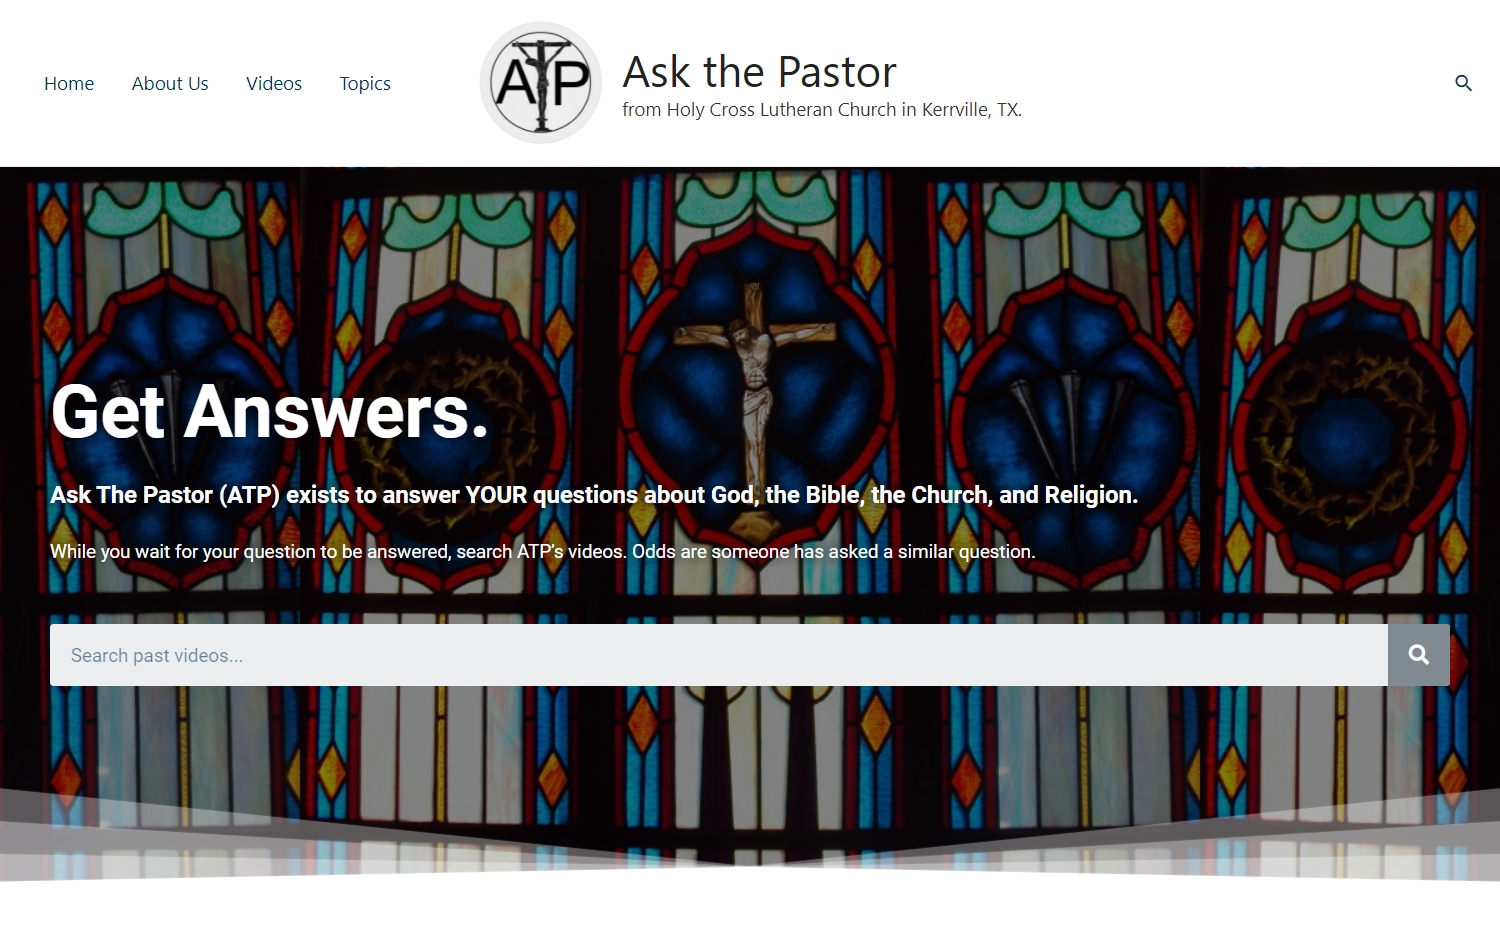 Home
About Us
Videos
Topics
ATP
Ask the Pastor
from Holy Cross Lutheran Church in Kerrville, TX.
Get Answers.
Ask The Pastor (ATP) exists to answer YOUR questions about God, the Bible, the Church, and Religion.
While you wait for your question to be answered, search ATP's videos. Odds are someone has asked a similar question.
Search past videos...